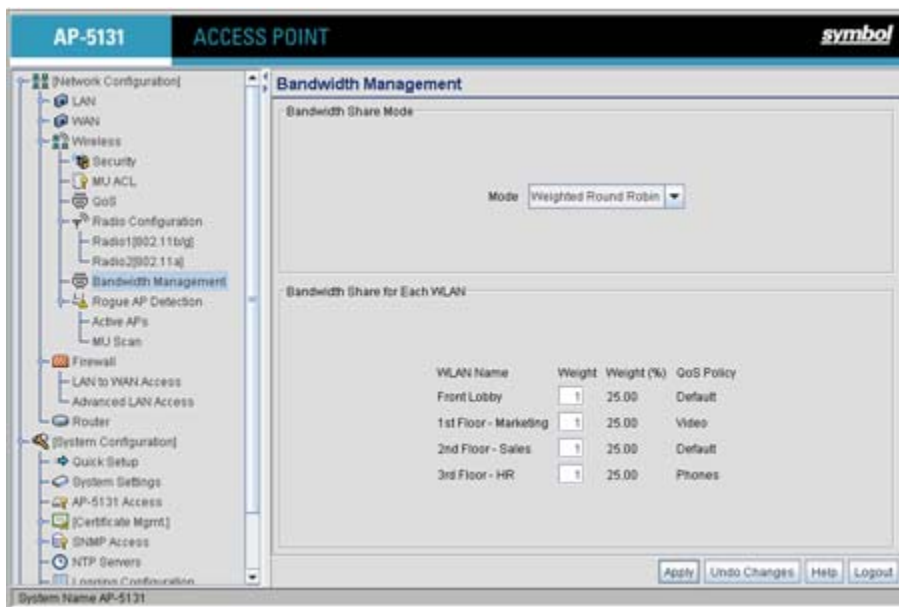 AP-5131 ACCESS POINT symbol
[Network Configuration]
LAN
WAN
Wireless
Security
MU ACL
QoS
Radio Configuration
Radio1[802.11b/g]
Radio2[802.11a]
Bandwidth Management
Rogue AP Detection
Active APs
MU Scan
Firewall
LAN to WAN Access
Advanced LAN Access
Router
[System Configuration]
Quick Setup
System Settings
AP-5131 Access
[Certificate Mgmt.]
SNMP Access
NTP Servers
Logging Configuration
Bandwidth Management
Bandwidth Share Mode
Mode Weighted Round Robin
Bandwidth Share for Each WLAN
WLAN Name Weight Weight (%) QoS Policy
Front Lobby 1 25.00 Default
1st Floor - Marketing 1 25.00 Video
2nd Floor - Sales 1 25.00 Default
3rd Floor - HR 1 25.00 Phones
Apply Undo Changes Help Logout
System Name AP-5131